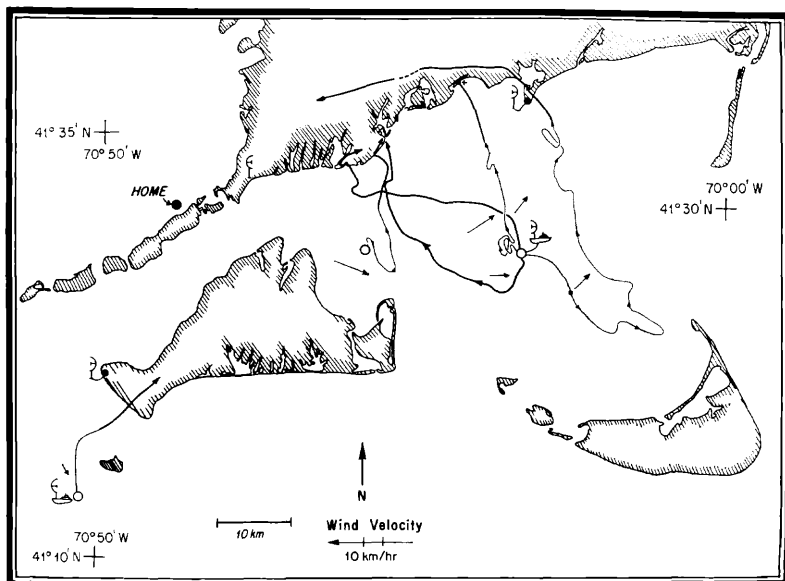 41° 35' N
70° 50' W
HOME
70° 00' W
41° 30' N
N
10 km
Wind Velocity
10 km/hr
70° 50' W
41° 10' N